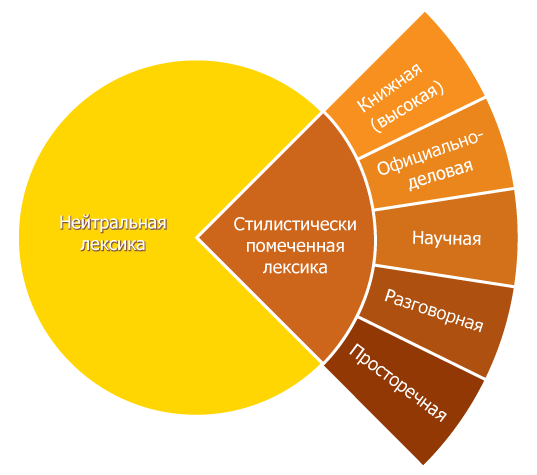 Нейтральная
лексика
Стилистически
помеченная
лексика
Книжная
(высокая)
Официально-
деловая
Научная
Разговорная
Просторечная